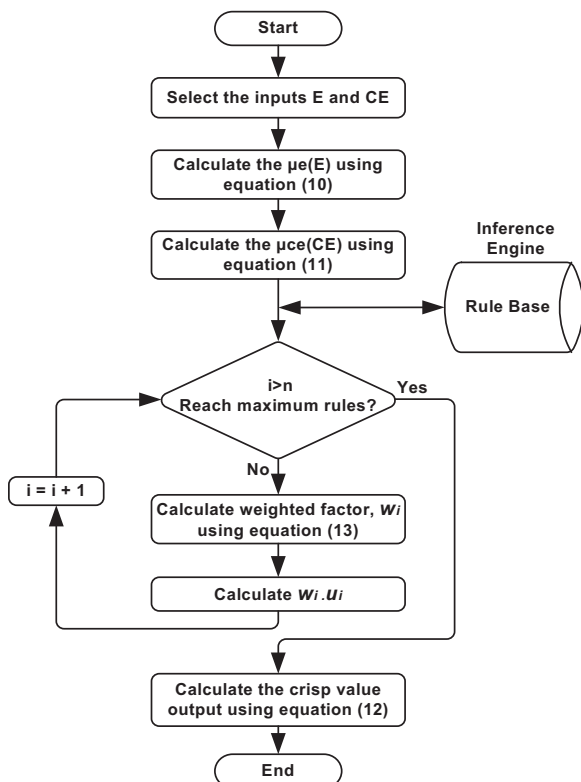 Start
Select the inputs E and CE
Calculate the µe(E) using
equation (10)
Calculate the µce(CE) using
equation (11)
Inference
Engine
Rule Base
i>n
Reach maximum rules?
Yes
No
i = i + 1
Calculate weighted factor, wi
using equation (13)
Calculate wi.ui
Calculate the crisp value
output using equation (12)
End